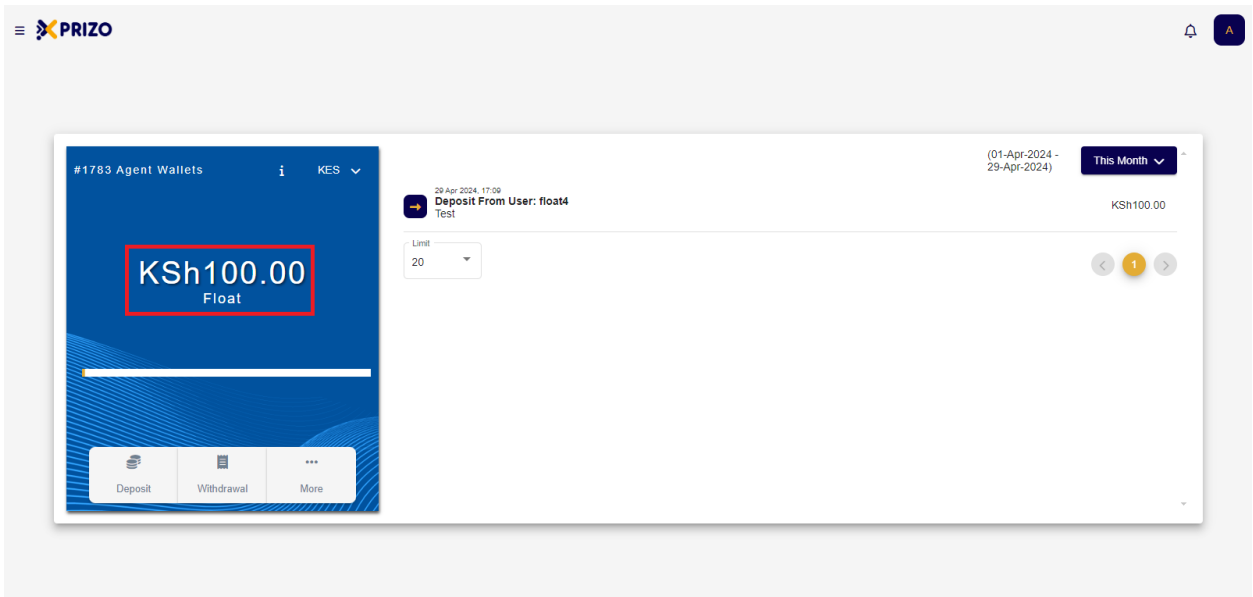 XPRIZO
A
#1783 Agent Wallets i KES
KSh100.00
Float
Deposit Withdrawal More
(01-Apr-2024 -
29-Apr-2024)
This Month
29 Apr 2024, 17:09
Deposit From User: float4
Test
KSh100.00
Limit
20
1